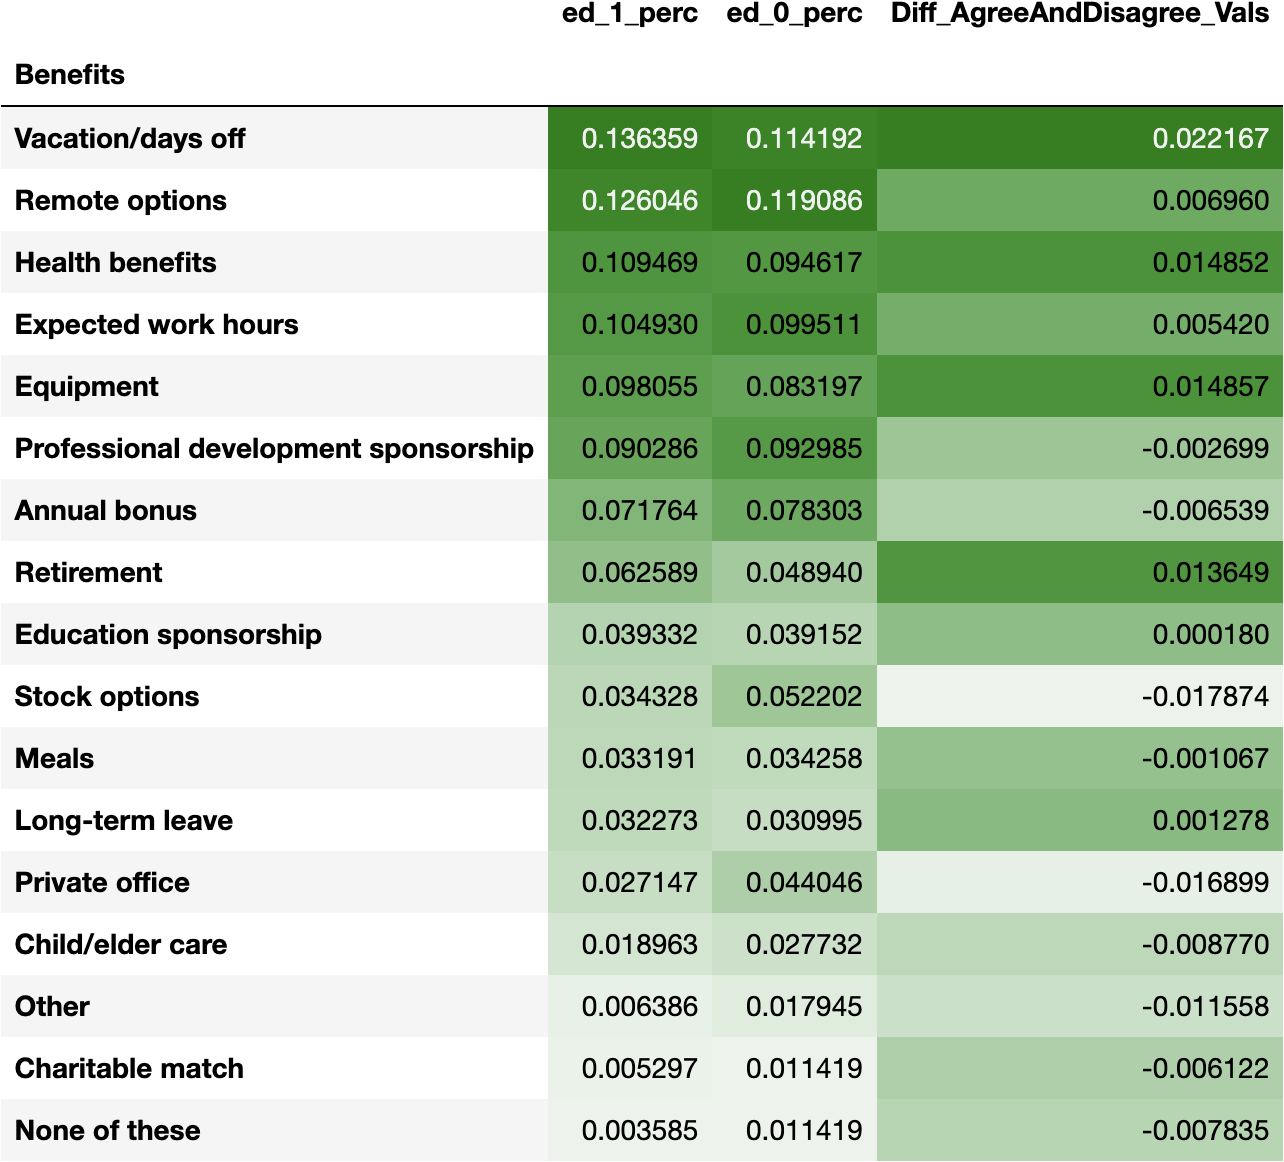 ed_1_perc ed_0_perc Diff_AgreeAndDisagree_Vals
Benefits
Vacation/days off 0.136359 0.114192 0.022167
Remote options 0.126046 0.119086 0.006960
Health benefits 0.109469 0.094617 0.014852
Expected work hours 0.104930 0.099511 0.005420
Equipment 0.098055 0.083197 0.014857
Professional development sponsorship 0.090286 0.092985 -0.002699
Annual bonus 0.071764 0.078303 -0.006539
Retirement 0.062589 0.048940 0.013649
Education sponsorship 0.039332 0.039152 0.000180
Stock options 0.034328 0.052202 -0.017874
Meals 0.033191 0.034258 -0.001067
Long-term leave 0.032273 0.030995 0.001278
Private office 0.027147 0.044046 -0.016899
Child/elder care 0.018963 0.027732 -0.008770
Other 0.006386 0.017945 -0.011558
Charitable match 0.005297 0.011419 -0.006122
None of these 0.003585 0.011419 -0.007835